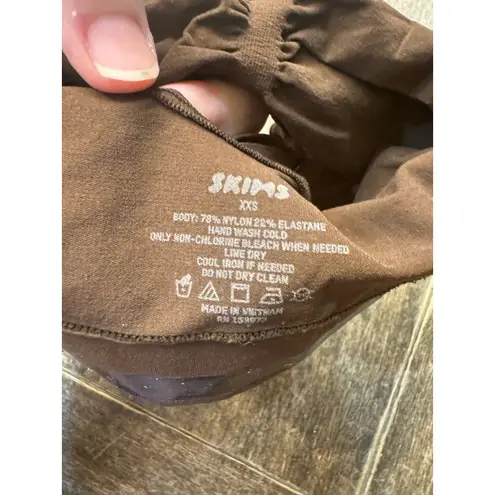 SKIMS
XXS
BODY: 78% NYLON 22% ELASTANE
HAND WASH COLD
ONLY NON-CHLORINE BLEACH WHEN NEEDED
LINE DRY
COOL IRON IF NEEDED
DO NOT DRY CLEAN
MADE IN VIETNAM
RN